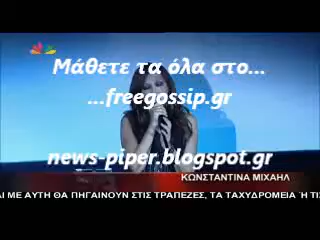 Μάθετε τα όλα στο...
...freegossip.gr
news-piper.blogspot.gr
ΚΩΝΣΤΑΝΤΙΝΑ ΜΙΧΑΗΛ
ΑΙ ΜΕ ΑΥΤΗ ΘΑ ΠΗΓΑΙΝΟΥΝ ΣΤΙΣ ΤΡΑΠΕΖΕΣ, ΤΑ ΤΑΧΥΔΡΟΜΕΙΑ Ή ΤΙΣ